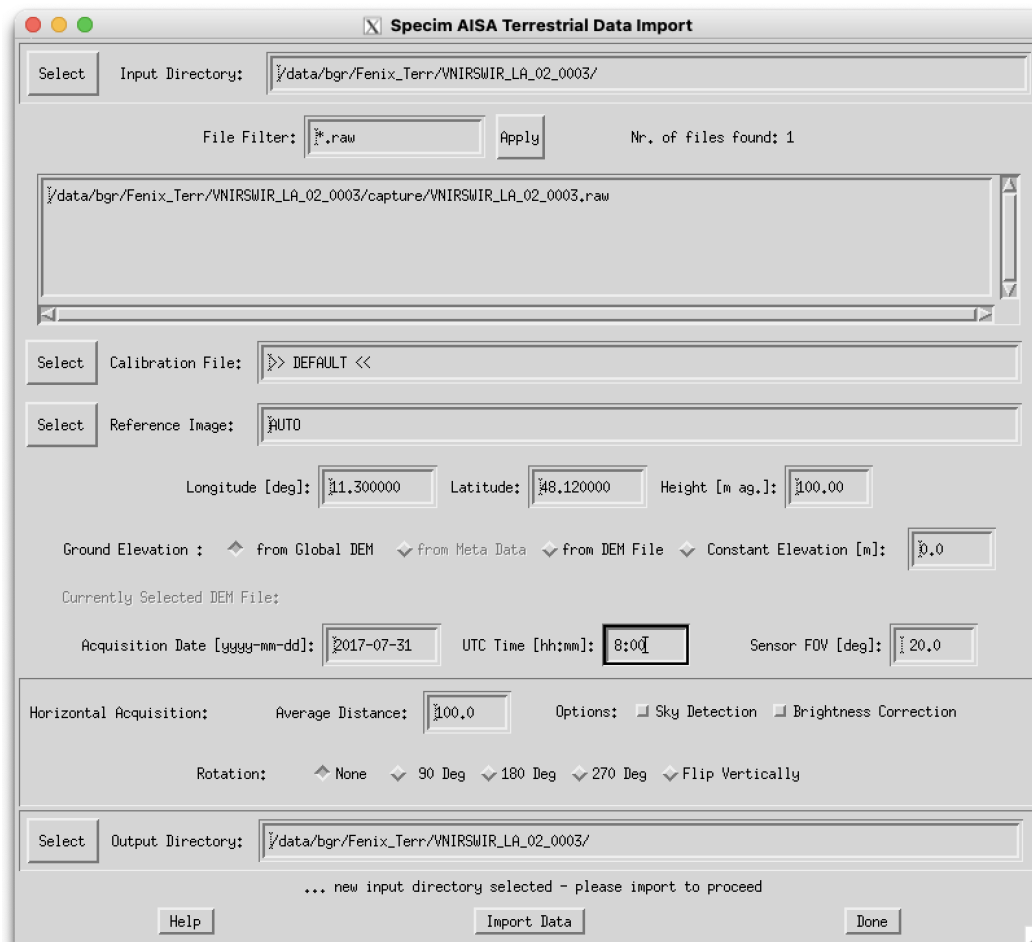 X Specim AISA Terrestrial Data Import
Select Input Directory: /data/bgr/Fenix_Terr/VNIRSWIR_LA_02_0003/
File Filter: *.raw Apply Nr. of files found: 1
/data/bgr/Fenix_Terr/VNIRSWIR_LA_02_0003/capture/VNIRSWIR_LA_02_0003.raw
Select Calibration File: >> DEFAULT <<
Select Reference Image: AUTO
Longitude [deg]: 11.300000 Latitude: 48.120000 Height [m ag.]: 100.00
Ground Elevation : from Global DEM from Meta Data from DEM File Constant Elevation [m]: 0.0
Currently Selected DEM File:
Acquisition Date [yyyy-mm-dd]: 2017-07-31 UTC Time [hh:mm]: 8:00 Sensor FOV [deg]: 20.0
Horizontal Acquisition: Average Distance: 100.0 Options: Sky Detection Brightness Correction
Rotation: None 90 Deg 180 Deg 270 Deg Flip Vertically
Select Output Directory: /data/bgr/Fenix_Terr/VNIRSWIR_LA_02_0003/
... new input directory selected - please import to proceed
Help Import Data Done